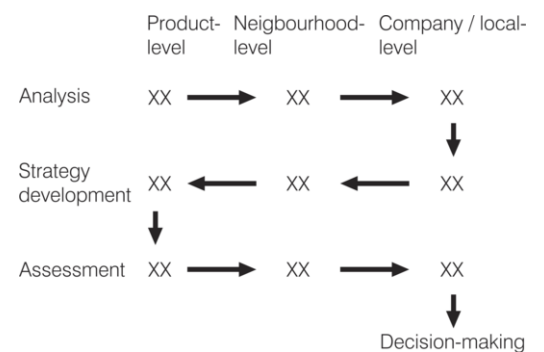 Product- Neigbourhood- Company / local-
level level level
Analysis XX XX XX
Strategy
development XX XX XX
Assessment XX XX XX
Decision-making